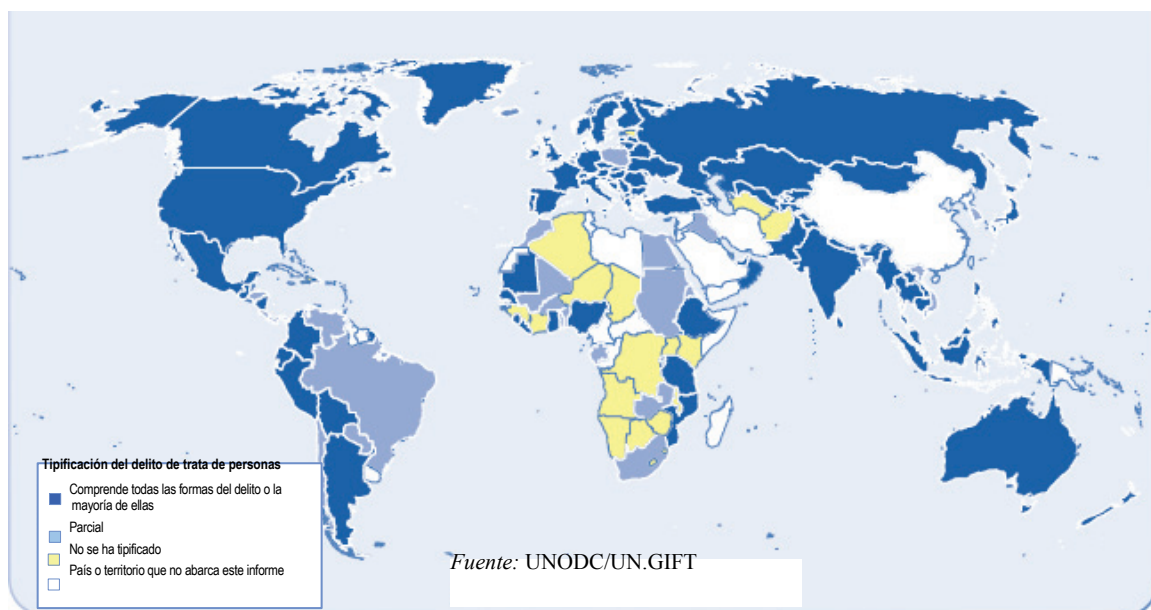 Tipificación del delito de trata de personas
Comprende todas las formas del delito o la
mayoría de ellas
Parcial
No se ha tipificado
País o territorio que no abarca este informe
Fuente: UNODC/UN.GIFT